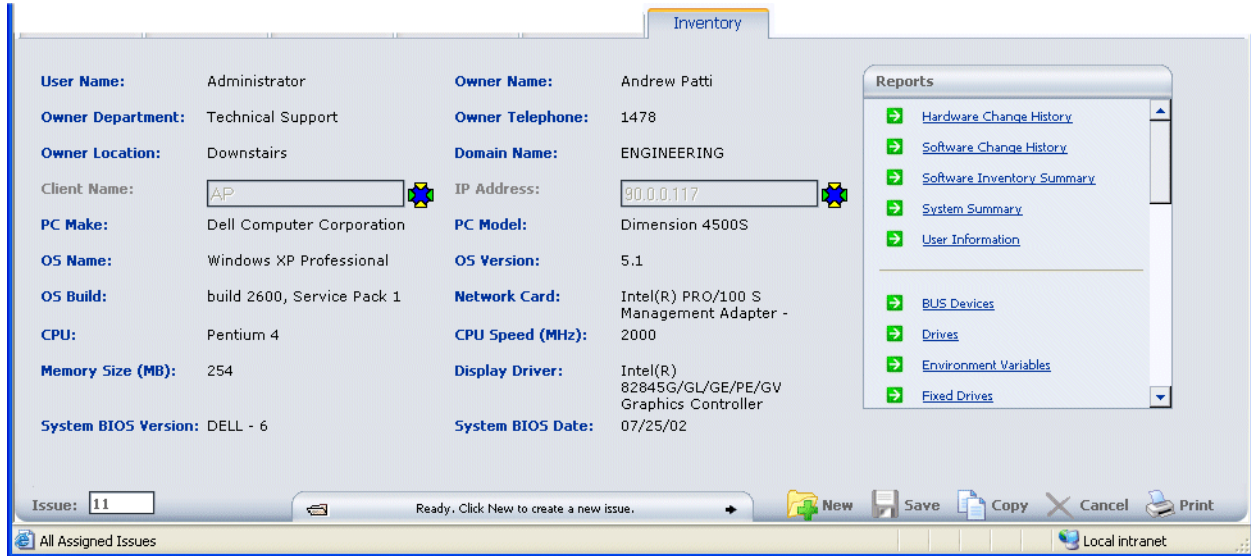 Inventory
User Name: Administrator Owner Name: Andrew Patti
Owner Department: Technical Support Owner Telephone: 1478
Owner Location: Downstairs Domain Name: ENGINEERING
Client Name: AP IP Address: 90.0.0.117
PC Make: Dell Computer Corporation PC Model: Dimension 4500S
OS Name: Windows XP Professional OS Version: 5.1
OS Build: build 2600, Service Pack 1 Network Card: Intel(R) PRO/100 S
Management Adapter -
CPU: Pentium 4 CPU Speed (MHz): 2000
Memory Size (MB): 254 Display Driver: Intel(R)
82845G/GL/GE/PE/GV
Graphics Controller
System BIOS Version: DELL - 6 System BIOS Date: 07/25/02
Reports
Hardware Change History
Software Change History
Software Inventory Summary
System Summary
User Information
BUS Devices
Drives
Environment Variables
Fixed Drives
Issue: 11 Ready. Click New to create a new issue. New Save Copy Cancel Print
All Assigned Issues Local intranet